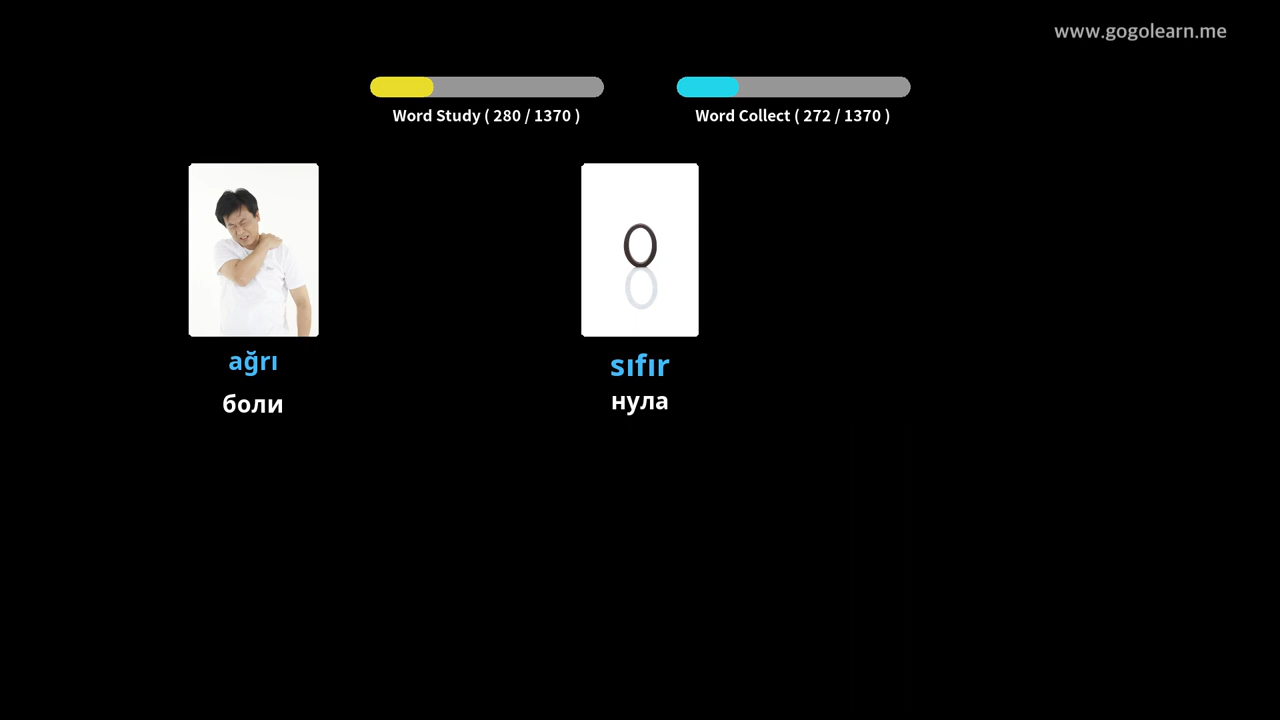 www.gogolearn.me
Word Study ( 280 / 1370 )
Word Collect ( 272 / 1370 )
ağrı
боли
sıfır
нула